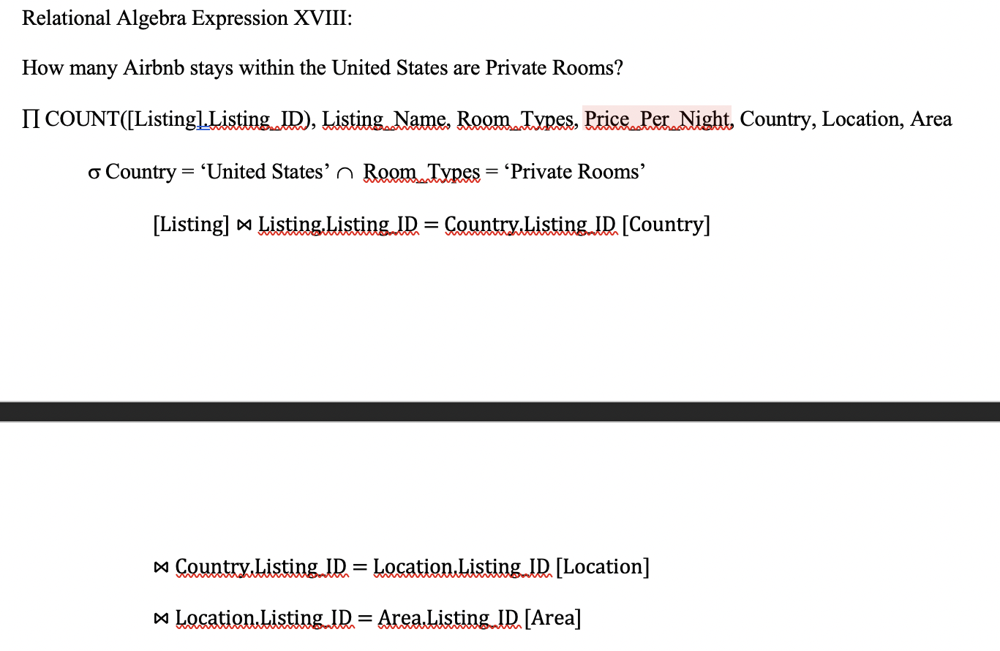 Relational Algebra Expression XVIII:
How many Airbnb stays within the United States are Private Rooms?
∏ COUNT([Listing].Listing_ID), Listing_Name, Room_Types, Price_Per_Night, Country, Location, Area
σ Country = ‘United States’ ∩ Room_Types = ‘Private Rooms’
[Listing] ⋈ Listing.Listing_ID = Country.Listing_ID [Country]
⋈ Country.Listing_ID = Location.Listing_ID [Location]
⋈ Location.Listing_ID = Area.Listing_ID [Area]